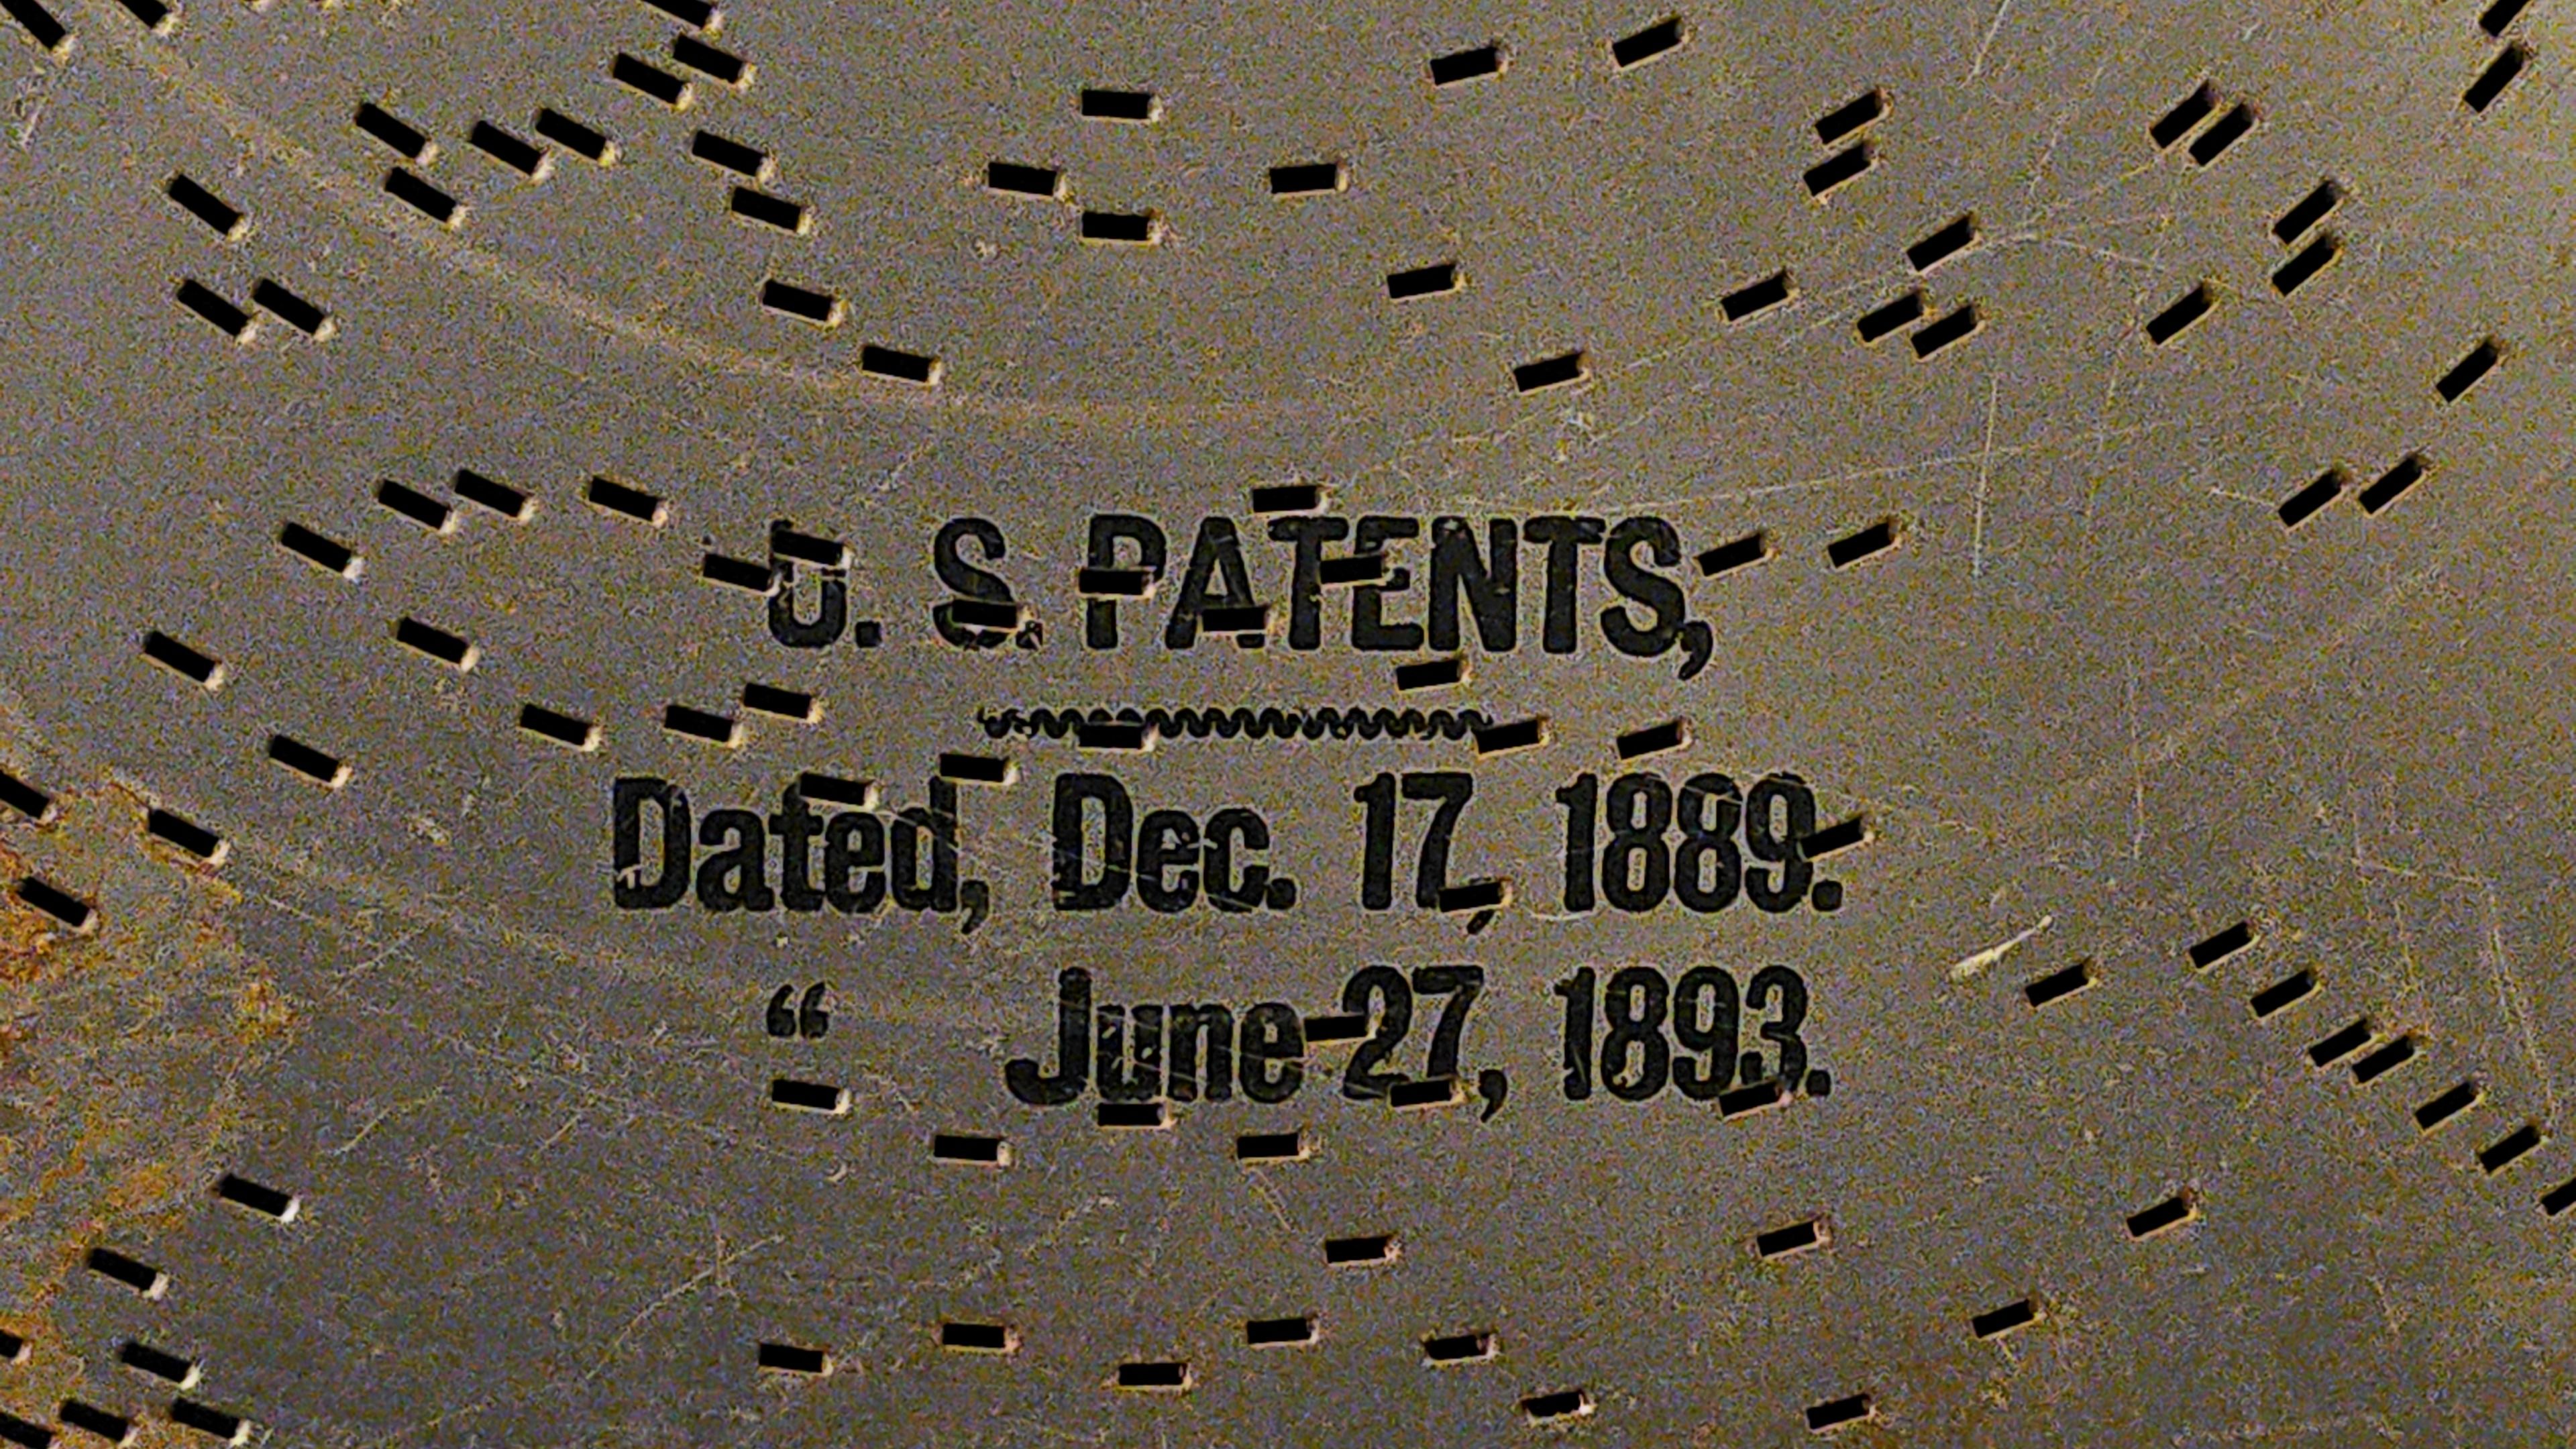 U. S. PATENTS,
Dated, Dec. 17, 1889.
“ June 27, 1893.